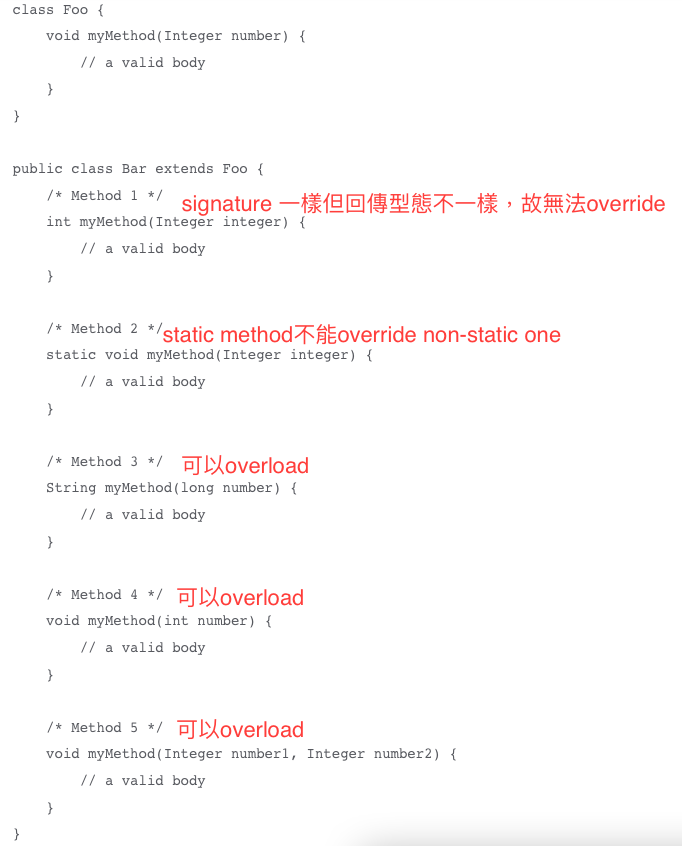 class Foo {
void myMethod(Integer number) {
// a valid body
}
}
public class Bar extends Foo {
/* Method 1 */ signature 一樣但回傳型態不一樣，故無法override
int myMethod(Integer integer) {
// a valid body
}
/* Method 2 */ static method不能override non-static one
static void myMethod(Integer integer) {
// a valid body
}
/* Method 3 */ 可以overload
String myMethod(long number) {
// a valid body
}
/* Method 4 */ 可以overload
void myMethod(int number) {
// a valid body
}
/* Method 5 */ 可以overload
void myMethod(Integer number1, Integer number2) {
// a valid body
}
}